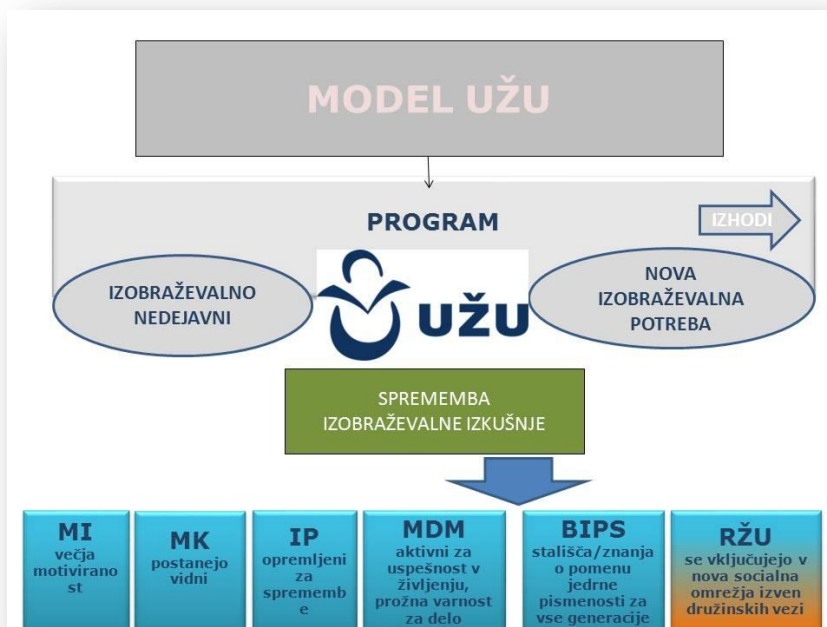 MODEL UŽU
PROGRAM
IZHODI
IZOBRAŽEVALNO
NEDEJAVNI
UŽU
NOVA
IZOBRAŽEVALNA
POTREBA
SPREMEMBA
IZOBRAŽEVALNE IZKUŠNJE
MI
večja
motiviranο
st
MK
postanejo
vidni
IP
opremljeni
za
spremembe
e
MDM
aktivni za
uspešnost v
življenju,
prožna varnost
za delo
BIPS
stališča/znanja
o pomenu
jedrne
pismenosti za
vse generacije
RŽU
se vključujejo v
nova socialna
omrežja izven
družinskih vezi